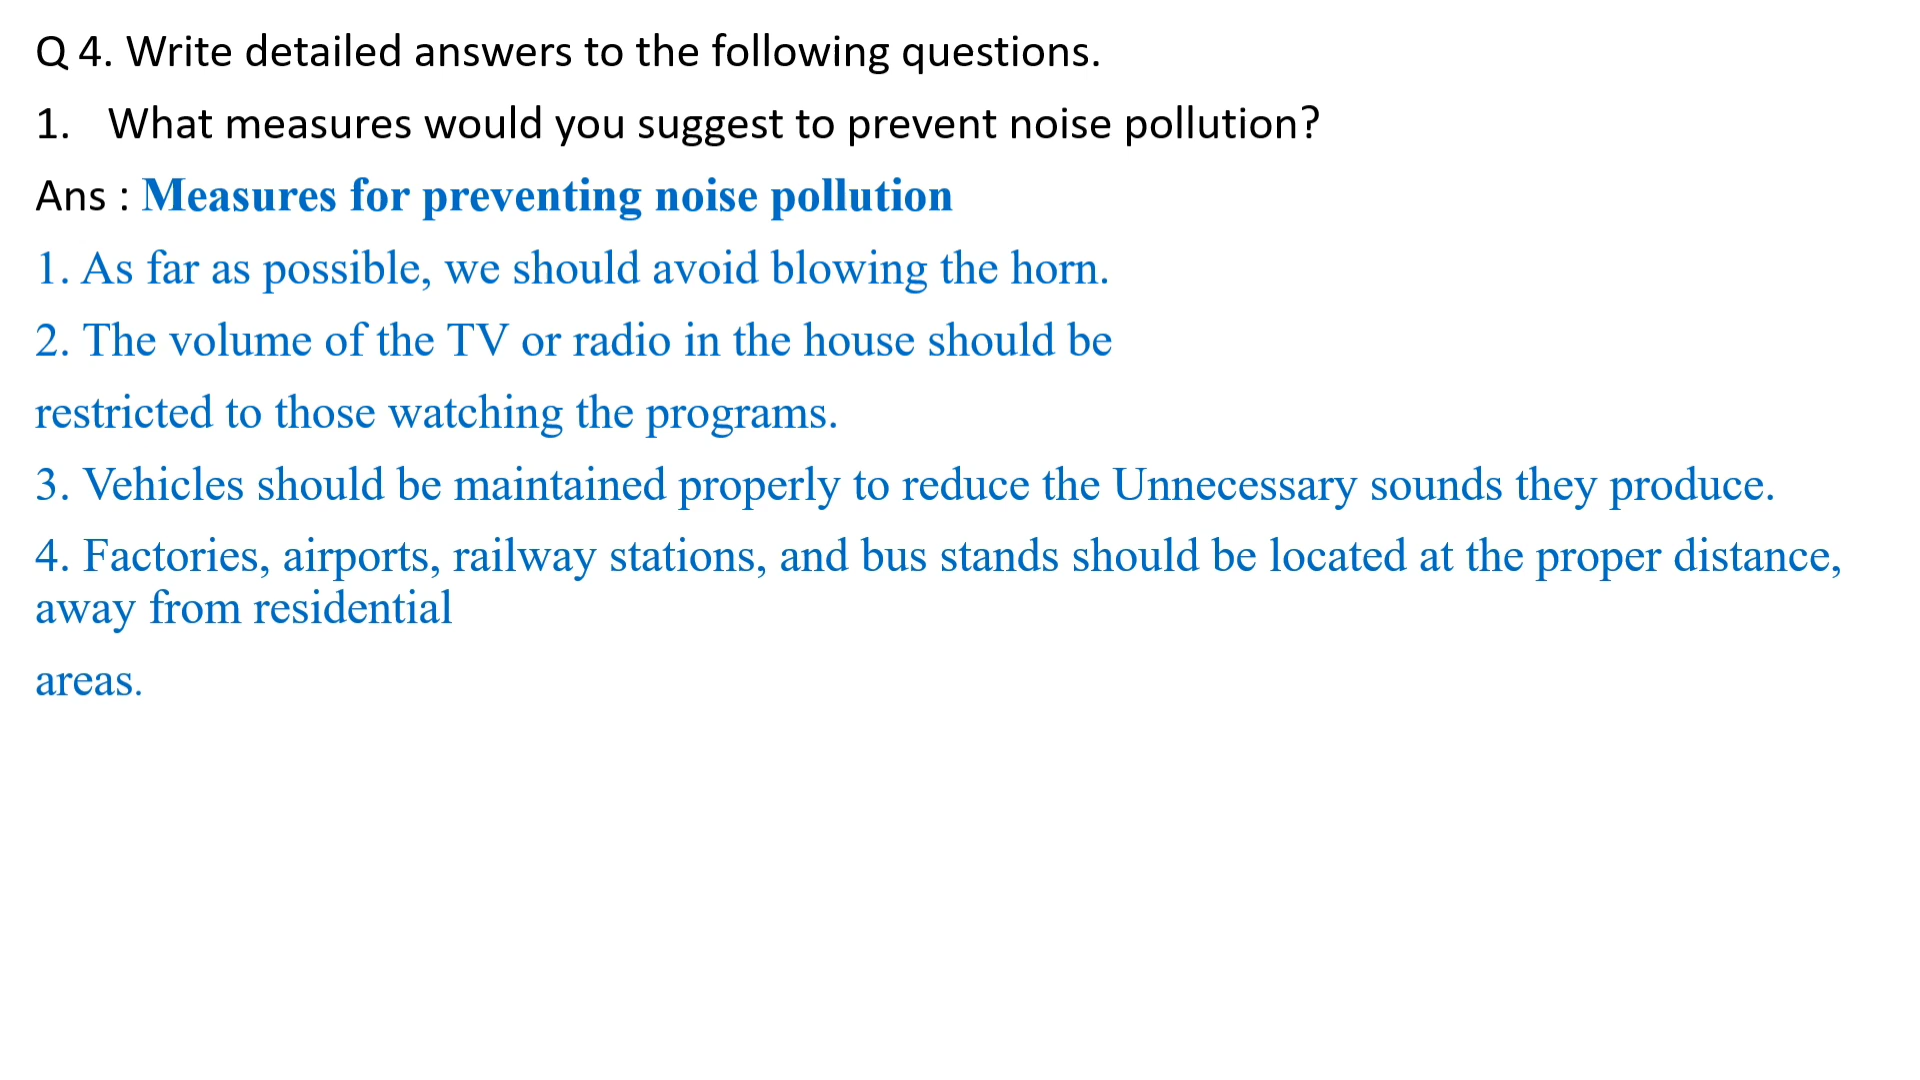 Q 4. Write detailed answers to the following questions.
1. What measures would you suggest to prevent noise pollution?
Ans : Measures for preventing noise pollution
1. As far as possible, we should avoid blowing the horn.
2. The volume of the TV or radio in the house should be
restricted to those watching the programs.
3. Vehicles should be maintained properly to reduce the Unnecessary sounds they produce.
4. Factories, airports, railway stations, and bus stands should be located at the proper distance,
away from residential
areas.